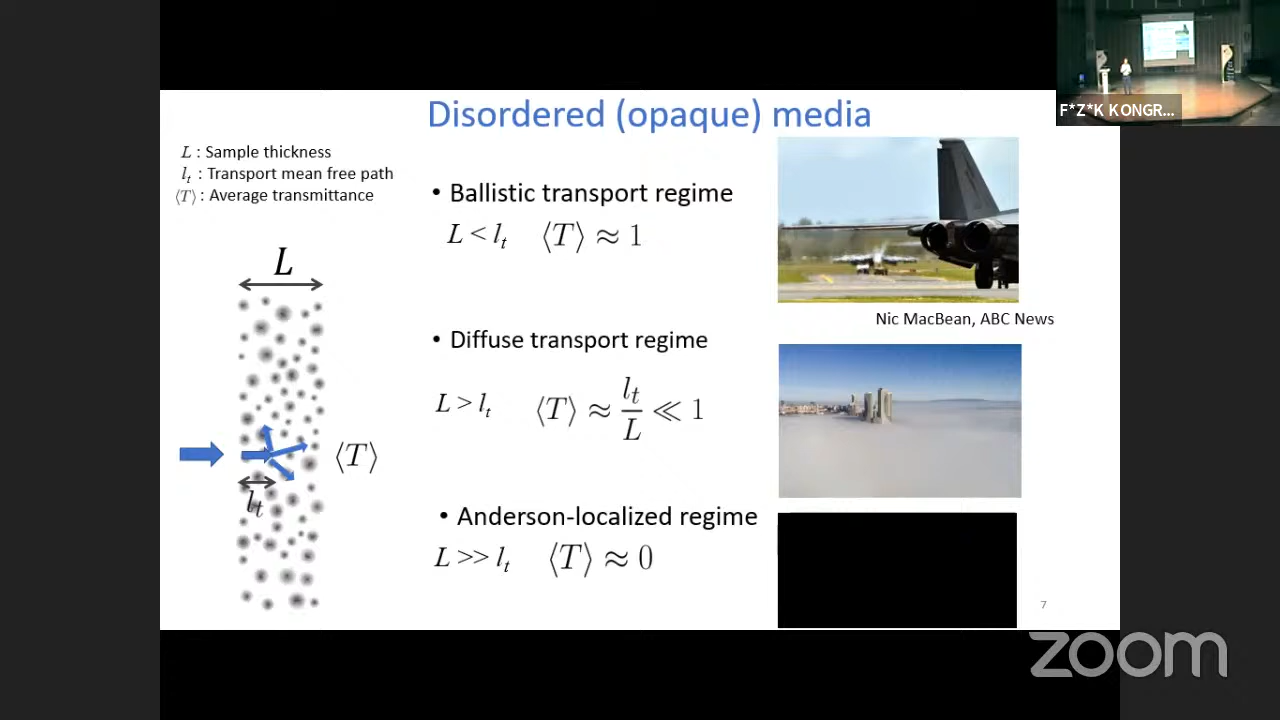 Disordered (opaque) media
F*Z*K KONGR...
L : Sample thickness
l_t : Transport mean free path
⟨T⟩ : Average transmittance
L
⟨T⟩
l_t
• Ballistic transport regime
L < l_t ⟨T⟩ ≈ 1
Nic MacBean, ABC News
• Diffuse transport regime
L > l_t ⟨T⟩ ≈ l_t/L ≪ 1
• Anderson-localized regime
L >> l_t ⟨T⟩ ≈ 0
7
zoom